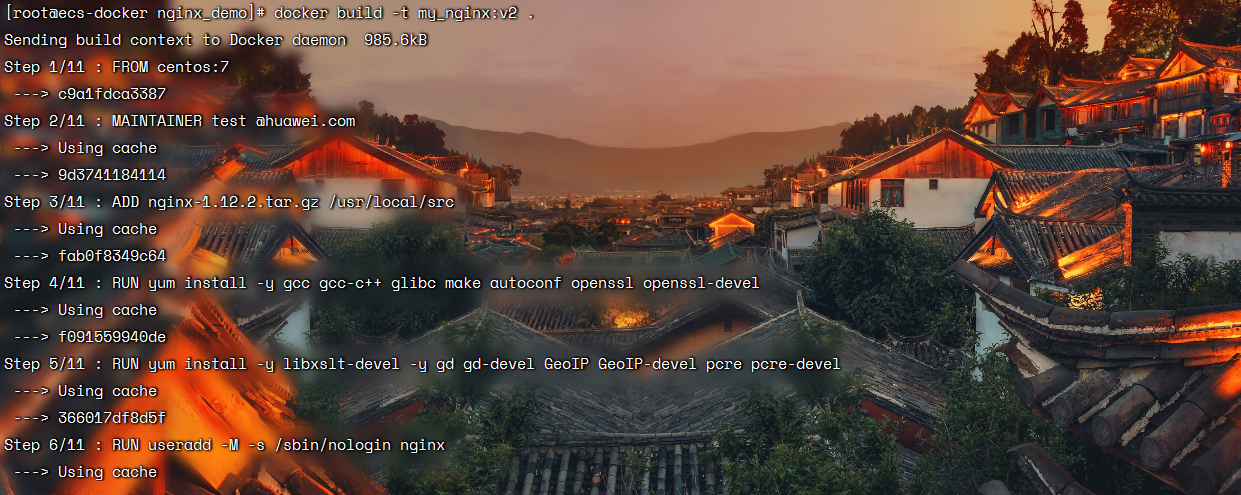 [root@ecs-docker nginx_demo]# docker build -t my_nginx:v2 .
Sending build context to Docker daemon  985.6kB
Step 1/11 : FROM centos:7
 ---> c9a1fdca3387
Step 2/11 : MAINTAINER test @huawei.com
 ---> Using cache
 ---> 9d3741184114
Step 3/11 : ADD nginx-1.12.2.tar.gz /usr/local/src
 ---> Using cache
 ---> fab0f8349c64
Step 4/11 : RUN yum install -y gcc gcc-c++ glibc make autoconf openssl openssl-devel
 ---> Using cache
 ---> f091559940de
Step 5/11 : RUN yum install -y libxslt-devel -y gd gd-devel GeoIP GeoIP-devel pcre pcre-devel
 ---> Using cache
 ---> 366017df8d5f
Step 6/11 : RUN useradd -M -s /sbin/nologin nginx
 ---> Using cache